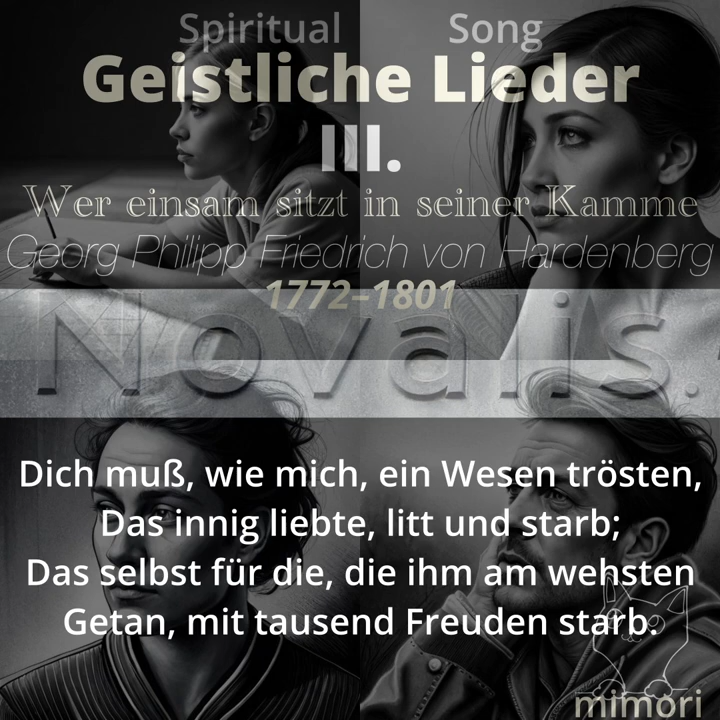 Spiritual Song
Geistliche Lieder
III.
Wer einsam sitzt in seiner Kamme
Georg Philipp Friedrich von Hardenberg
1772–1801
Novalis.
Dich muß, wie mich, ein Wesen trösten,
Das innig liebte, litt und starb;
Das selbst für die, die ihm am wehsten
Getan, mit tausend Freuden starb.
mimori